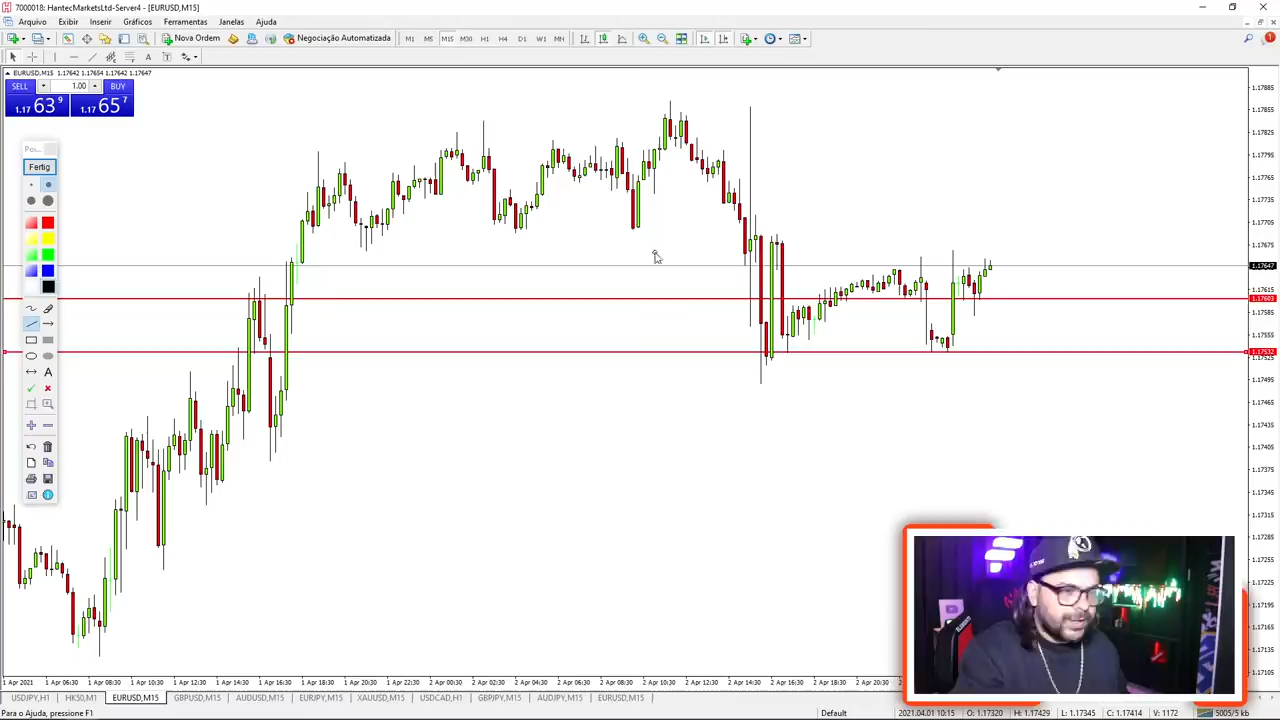 7000018: HantecMarketsLtd-Server4 - [EURUSD,M15]
Arquivo Exibir Inserir Gráficos Ferramentas Janelas Ajuda
Nova Ordem Negociação Automatizada M1 M5 M15 M30 H1 H4 D1 W1 MN
EURUSD,M15 1.17642 1.17654 1.17642 1.17647
SELL 1.00 BUY
1.17 63 9 1.17 65 7
Fertig
A
1.17885
1.17855
1.17825
1.17795
1.17765
1.17735
1.17705
1.17675
1.17647
1.17615
1.17603
1.17585
1.17555
1.17532
1.17525
1.17495
1.17465
1.17435
1.17405
1.17375
1.17345
1.17315
1.17285
1.17255
1.17225
1.17195
1.17165
1.17135
1.17105
1 Apr 2021 1 Apr 06:30 1 Apr 08:30 1 Apr 10:30 1 Apr 12:30 1 Apr 14:30 1 Apr 16:30 1 Apr 18:30 1 Apr 20:30 1 Apr 22:30 2 Apr 00:30 2 Apr 02:30 2 Apr 04:30 2 Apr 06:30 2 Apr 08:30 2 Apr 10:30 2 Apr 12:30 2 Apr 14:30 2 Apr 16:30 2 Apr 18:30 2 Apr 20:30
USDJPY,H1 HK50,M1 EURUSD,M15 GBPUSD,M15 AUDUSD,M15 EURJPY,M15 XAUUSD,M15 USDCAD,H1 GBPJPY,M15 AUDJPY,M15 EURUSD,M15
Para o Ajuda, pressione F1 Default 2021.04.01 10:15 O: 1.17320 H: 1.17429 L: 1.17345 C: 1.17414 V: 1172 5005/5 kb